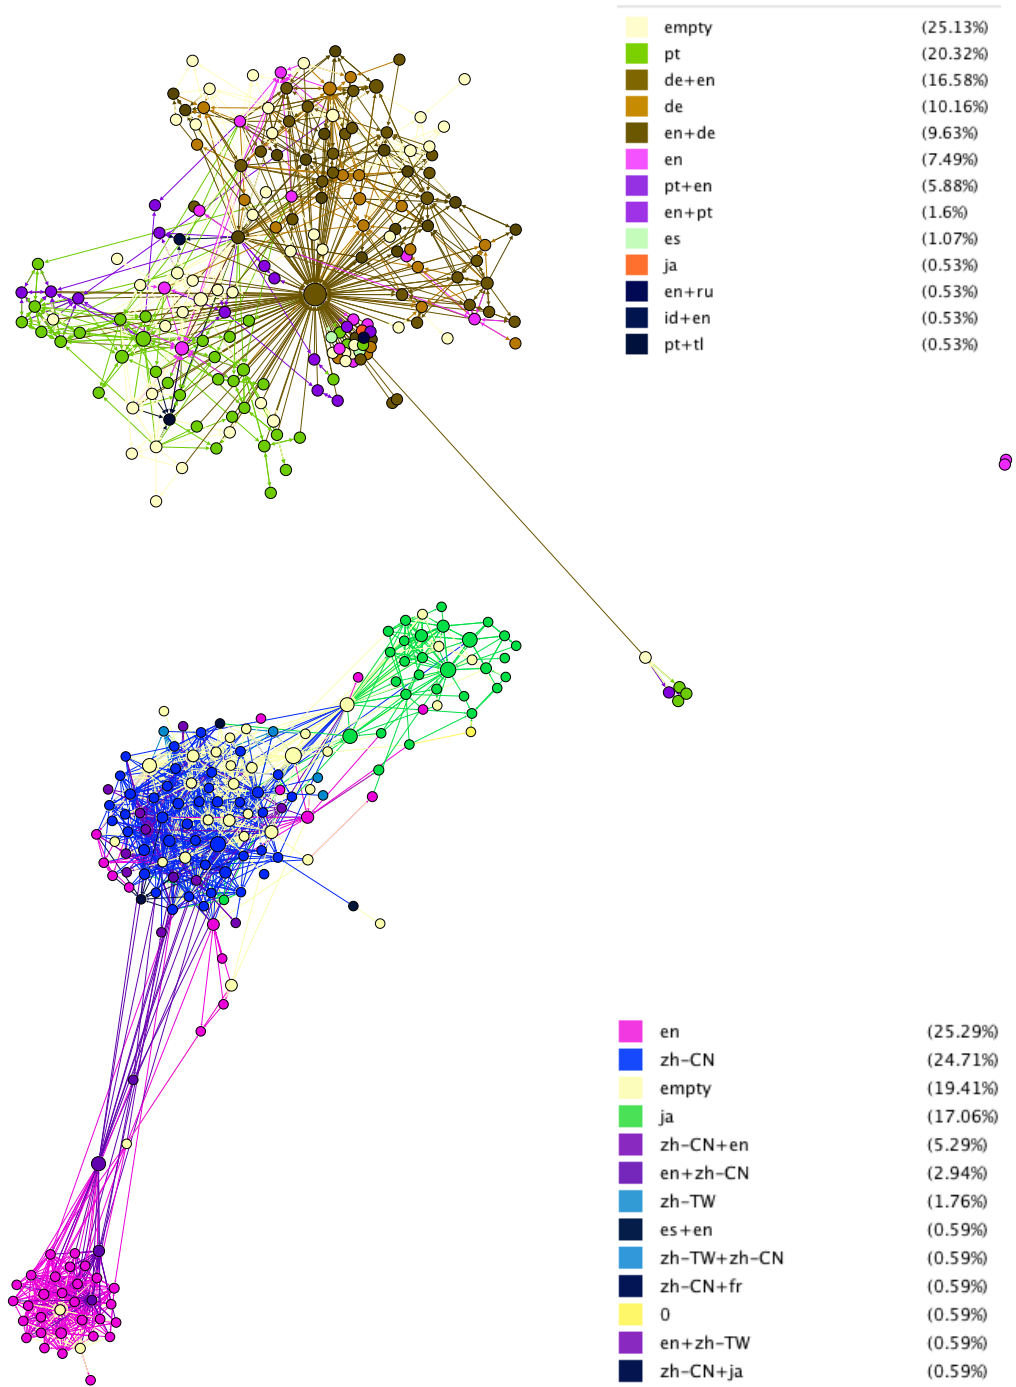 empty (25.13%)
pt (20.32%)
de+en (16.58%)
de (10.16%)
en+de (9.63%)
en (7.49%)
pt+en (5.88%)
en+pt (1.6%)
es (1.07%)
ja (0.53%)
en+ru (0.53%)
id+en (0.53%)
pt+tl (0.53%)
en (25.29%)
zh-CN (24.71%)
empty (19.41%)
ja (17.06%)
zh-CN+en (5.29%)
en+zh-CN (2.94%)
zh-TW (1.76%)
es+en (0.59%)
zh-TW+zh-CN (0.59%)
zh-CN+fr (0.59%)
0 (0.59%)
en+zh-TW (0.59%)
zh-CN+ja (0.59%)